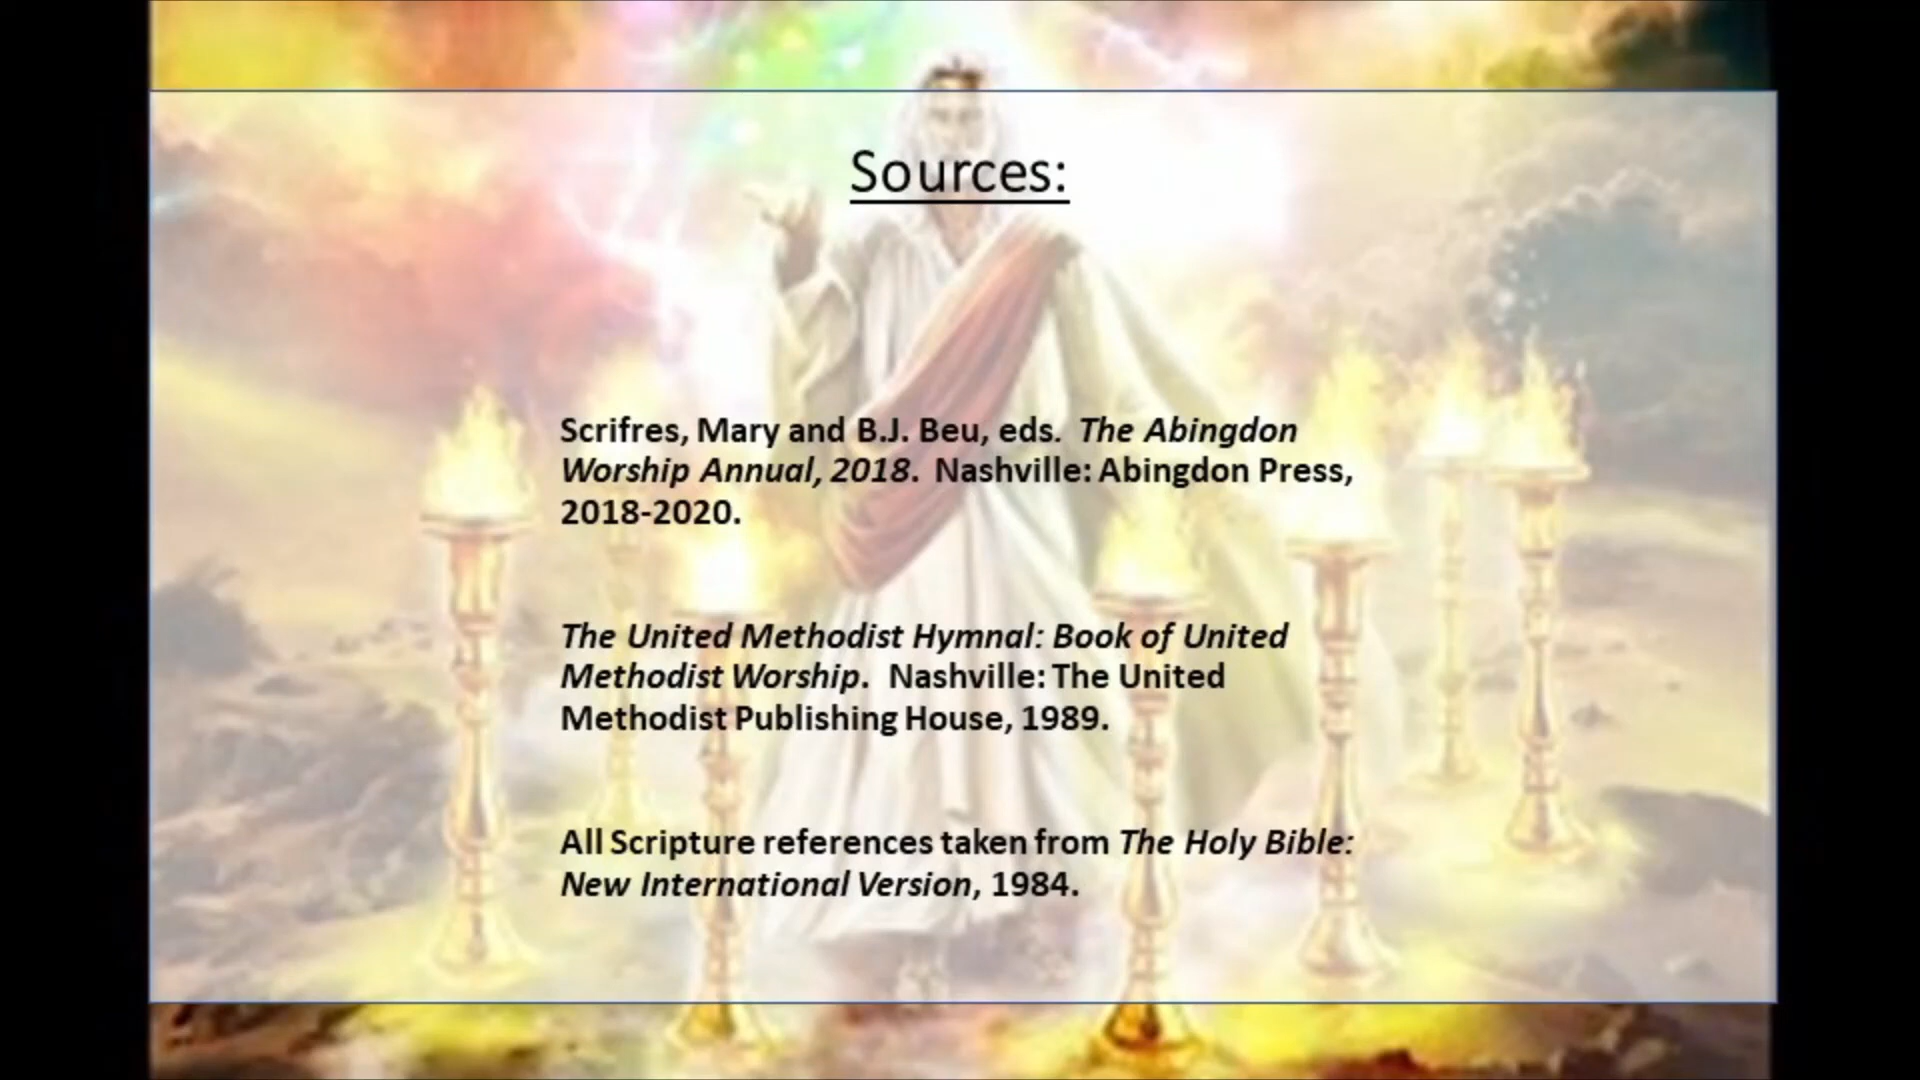 Sources:
Scrifres, Mary and B.J. Beu, eds.  The Abingdon
Worship Annual, 2018.  Nashville: Abingdon Press,
2018-2020.
The United Methodist Hymnal: Book of United
Methodist Worship.  Nashville: The United
Methodist Publishing House, 1989.
All Scripture references taken from The Holy Bible:
New International Version, 1984.